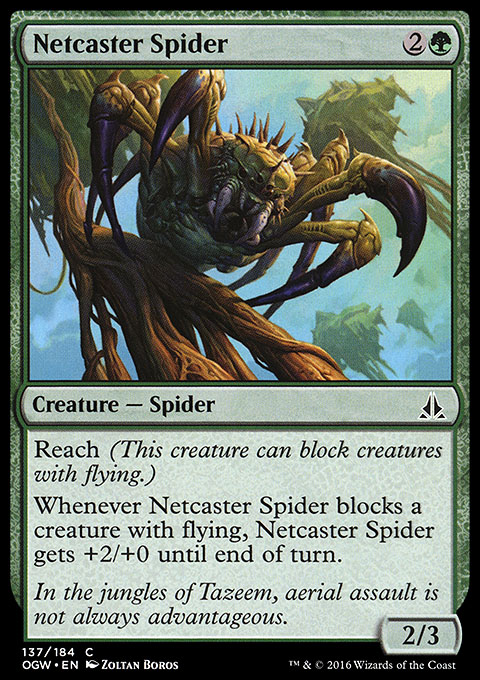 Netcaster Spider 2
Creature — Spider
Reach (This creature can block creatures
with flying.)
Whenever Netcaster Spider blocks a
creature with flying, Netcaster Spider
gets +2/+0 until end of turn.
In the jungles of Tazeem, aerial assault is
not always advantageous.
2/3
137/184 C
OGW • EN Zoltan Boros
™ & © 2016 Wizards of the Coast